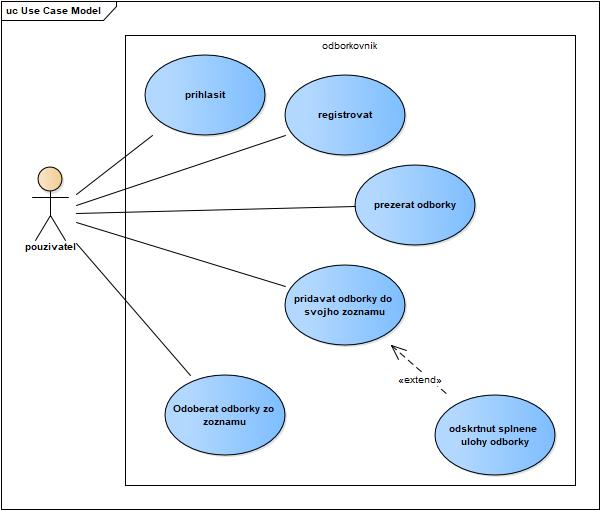 uc Use Case Model
odborkovnik
prihlasit
registrovat
prezerat odborky
pouzivatel
pridavat odborky do
svojho zoznamu
«extend»
Odoberat odborky zo
zoznamu
odskrtnut splnene
ulohy odborky